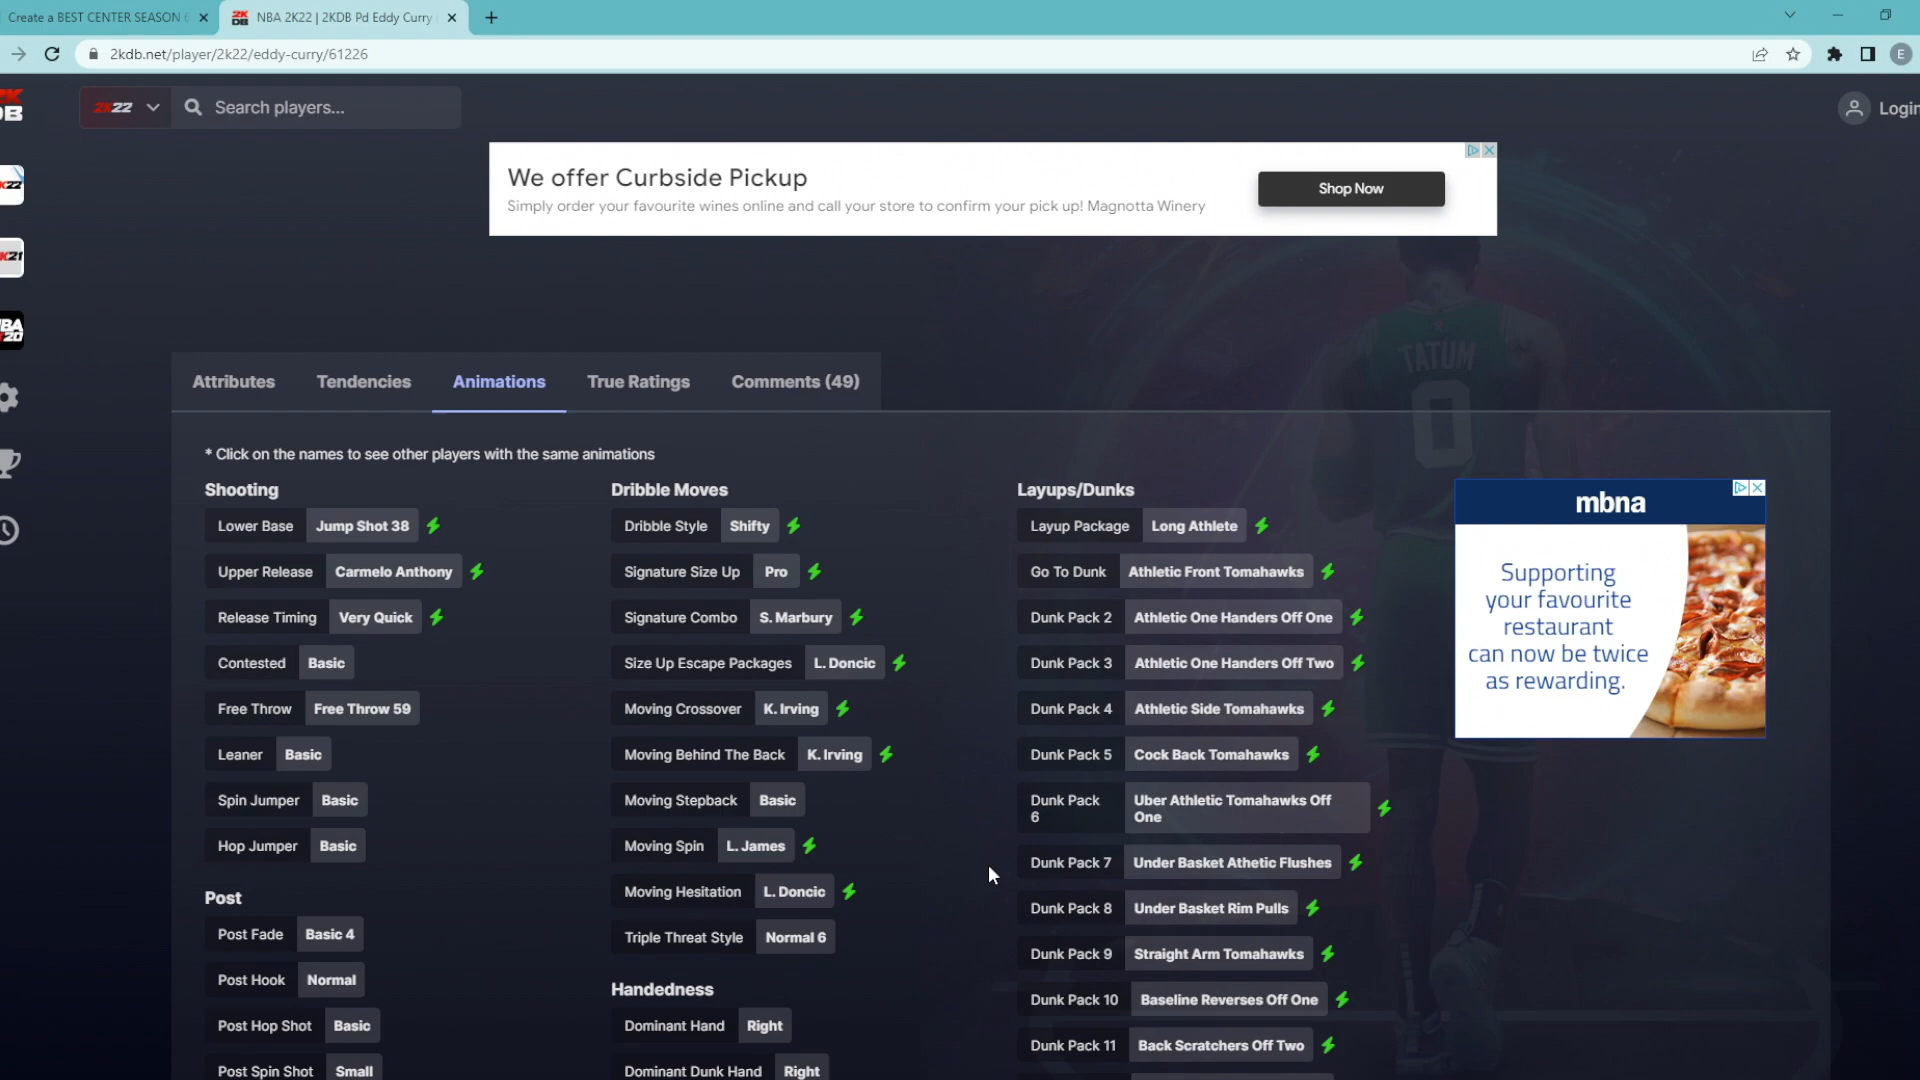 Create a BEST CENTER SEASON 6
NBA 2K22 | 2KDB Pd Eddy Curry
2kdb.net/player/2k22/eddy-curry/61226
E
2K
DB
2K22
Search players...
Login
We offer Curbside Pickup
Simply order your favourite wines online and call your store to confirm your pick up! Magnotta Winery
Shop Now
K22
K21
BA
20
TATUM
0
Attributes
Tendencies
Animations
True Ratings
Comments (49)
* Click on the names to see other players with the same animations
Shooting
Lower Base Jump Shot 38
Upper Release Carmelo Anthony
Release Timing Very Quick
Contested Basic
Free Throw Free Throw 59
Leaner Basic
Spin Jumper Basic
Hop Jumper Basic
Post
Post Fade Basic 4
Post Hook Normal
Post Hop Shot Basic
Post Spin Shot Small
Dribble Moves
Dribble Style Shifty
Signature Size Up Pro
Signature Combo S. Marbury
Size Up Escape Packages L. Doncic
Moving Crossover K. Irving
Moving Behind The Back K. Irving
Moving Stepback Basic
Moving Spin L. James
Moving Hesitation L. Doncic
Triple Threat Style Normal 6
Handedness
Dominant Hand Right
Dominant Dunk Hand Right
Layups/Dunks
Layup Package Long Athlete
Go To Dunk Athletic Front Tomahawks
Dunk Pack 2 Athletic One Handers Off One
Dunk Pack 3 Athletic One Handers Off Two
Dunk Pack 4 Athletic Side Tomahawks
Dunk Pack 5 Cock Back Tomahawks
Dunk Pack 6
Uber Athletic Tomahawks Off One
Dunk Pack 7 Under Basket Athetic Flushes
Dunk Pack 8 Under Basket Rim Pulls
Dunk Pack 9 Straight Arm Tomahawks
Dunk Pack 10 Baseline Reverses Off One
Dunk Pack 11 Back Scratchers Off Two
mbna
Supporting
your favourite
restaurant
can now be twice
as rewarding.